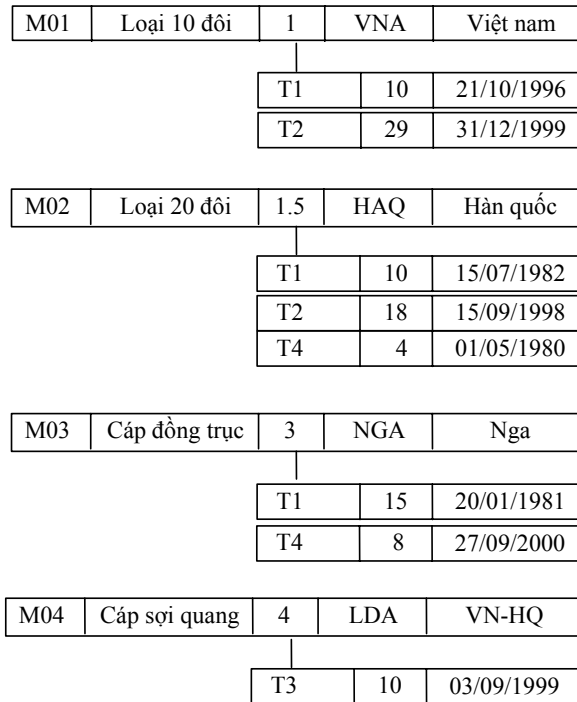 M01 Loại 10 đôi 1 VNA Việt nam
T1 10 21/10/1996
T2 29 31/12/1999
M02 Loại 20 đôi 1.5 HAQ Hàn quốc
T1 10 15/07/1982
T2 18 15/09/1998
T4 4 01/05/1980
M03 Cáp đồng trục 3 NGA Nga
T1 15 20/01/1981
T4 8 27/09/2000
M04 Cáp sợi quang 4 LDA VN-HQ
T3 10 03/09/1999